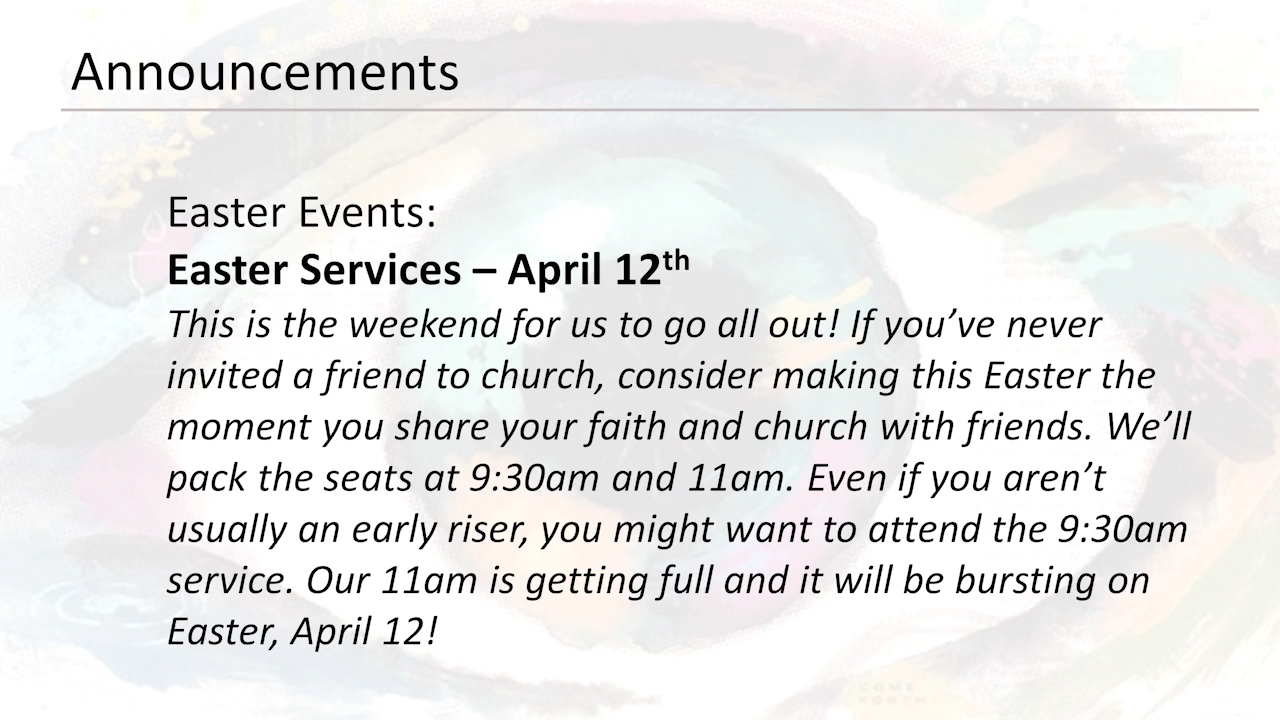 Announcements
Easter Events:
Easter Services – April 12th
This is the weekend for us to go all out! If you’ve never
invited a friend to church, consider making this Easter the
moment you share your faith and church with friends. We’ll
pack the seats at 9:30am and 11am. Even if you aren’t
usually an early riser, you might want to attend the 9:30am
service. Our 11am is getting full and it will be bursting on
Easter, April 12!